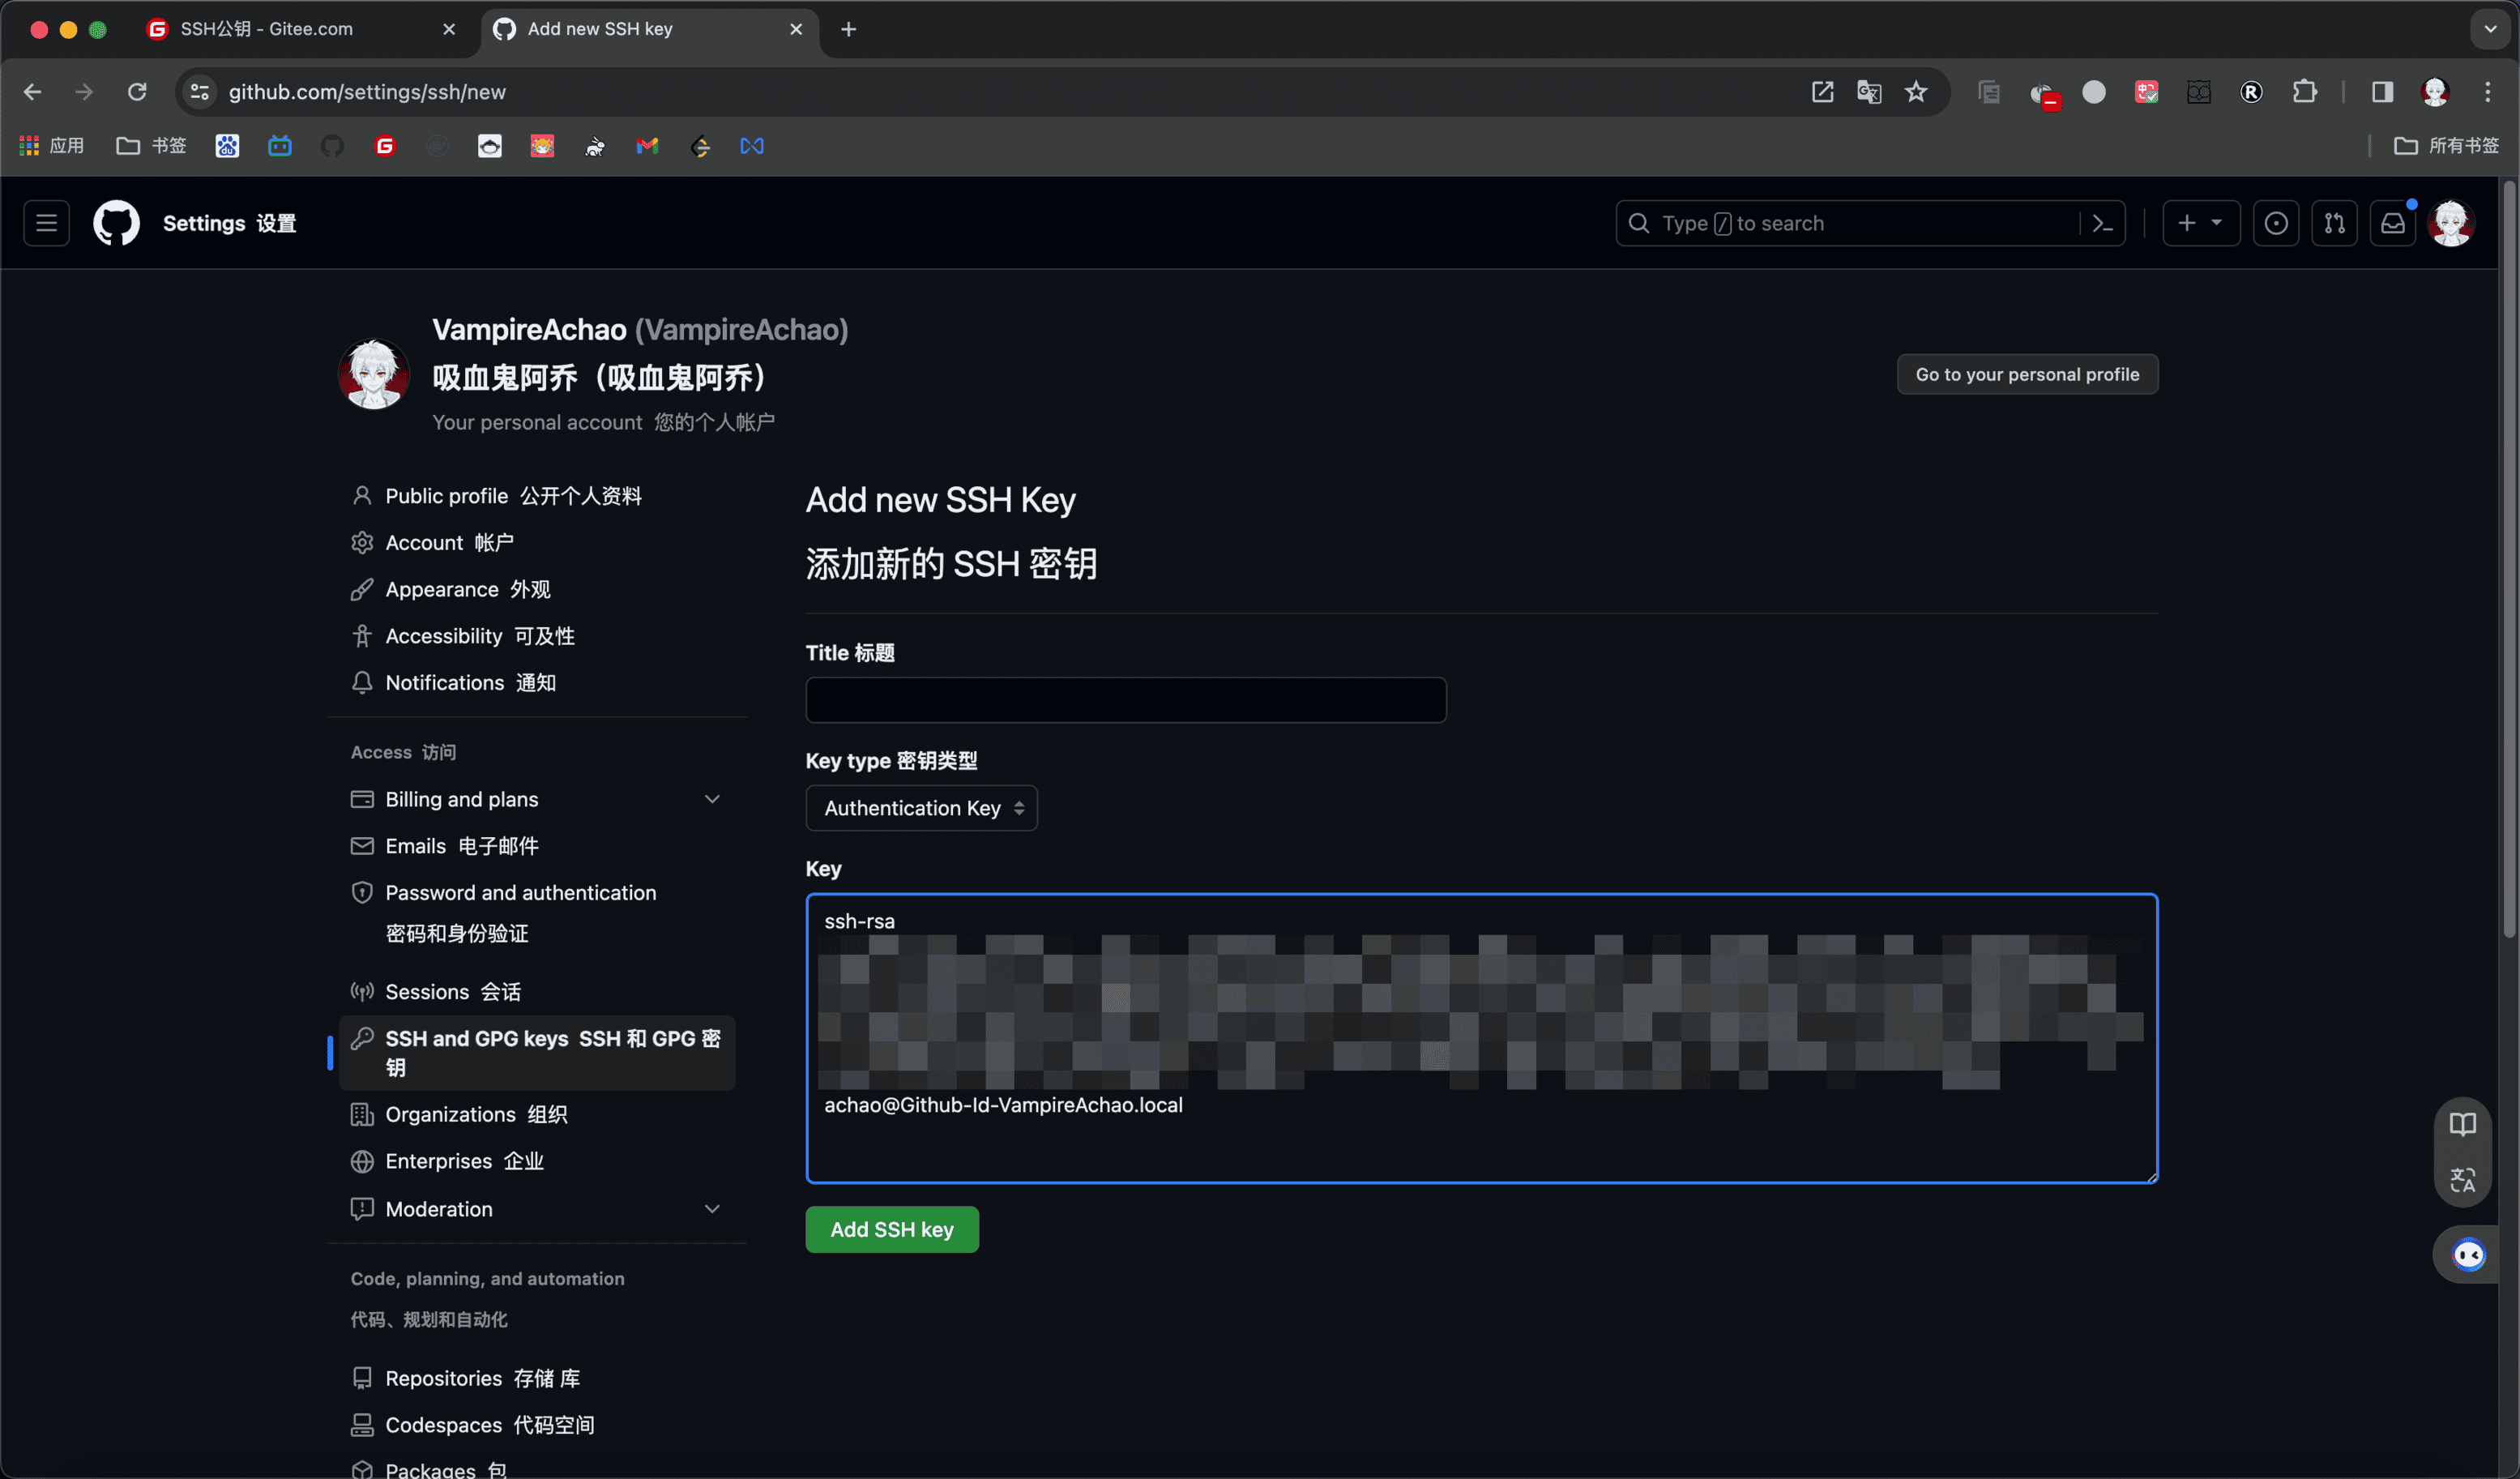 SSH公钥 - Gitee.com
Add new SSH key
github.com/settings/ssh/new
应用
书签
所有书签
Settings 设置
Type / to search
VampireAchao (VampireAchao)
吸血鬼阿乔（吸血鬼阿乔）
Your personal account 您的个人帐户
Go to your personal profile
Public profile 公开个人资料
Account 帐户
Appearance 外观
Accessibility 可及性
Notifications 通知
Access 访问
Billing and plans
Emails 电子邮件
Password and authentication
密码和身份验证
Sessions 会话
SSH and GPG keys SSH 和 GPG 密
钥
Organizations 组织
Enterprises 企业
Moderation
Code, planning, and automation
代码、规划和自动化
Repositories 存储 库
Codespaces 代码空间
Packages 包
Add new SSH Key
添加新的 SSH 密钥
Title 标题
Key type 密钥类型
Authentication Key
Key
ssh-rsa
achao@Github-Id-VampireAchao.local
Add SSH key